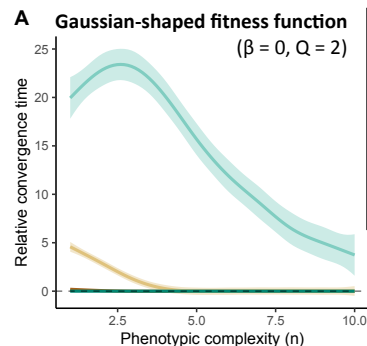 A Gaussian-shaped fitness function
(β = 0, Q = 2)
Relative convergence time
25
20
15
10
5
0
2.5 5.0 7.5 10.0
Phenotypic complexity (n)